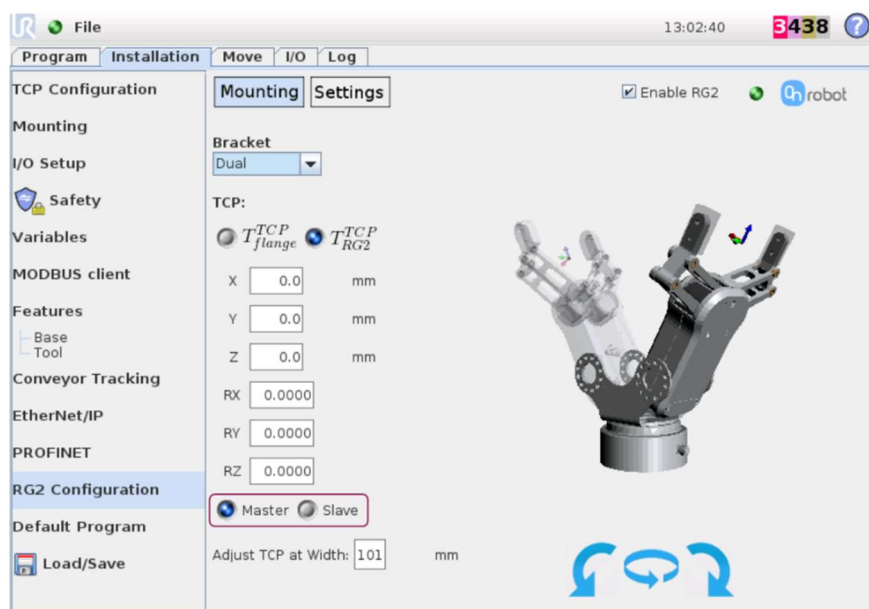 UR File 13:02:40 3438 ?
Program Installation Move I/O Log
TCP Configuration
Mounting
I/O Setup
Safety
Variables
MODBUS client
Features
Base
Tool
Conveyor Tracking
EtherNet/IP
PROFINET
RG2 Configuration
Default Program
Load/Save
Mounting Settings
Enable RG2
On robot
Bracket
Dual
TCP:
T TCP flange T TCP RG2
X 0.0 mm
Y 0.0 mm
Z 0.0 mm
RX 0.0000
RY 0.0000
RZ 0.0000
Master Slave
Adjust TCP at Width: 101 mm